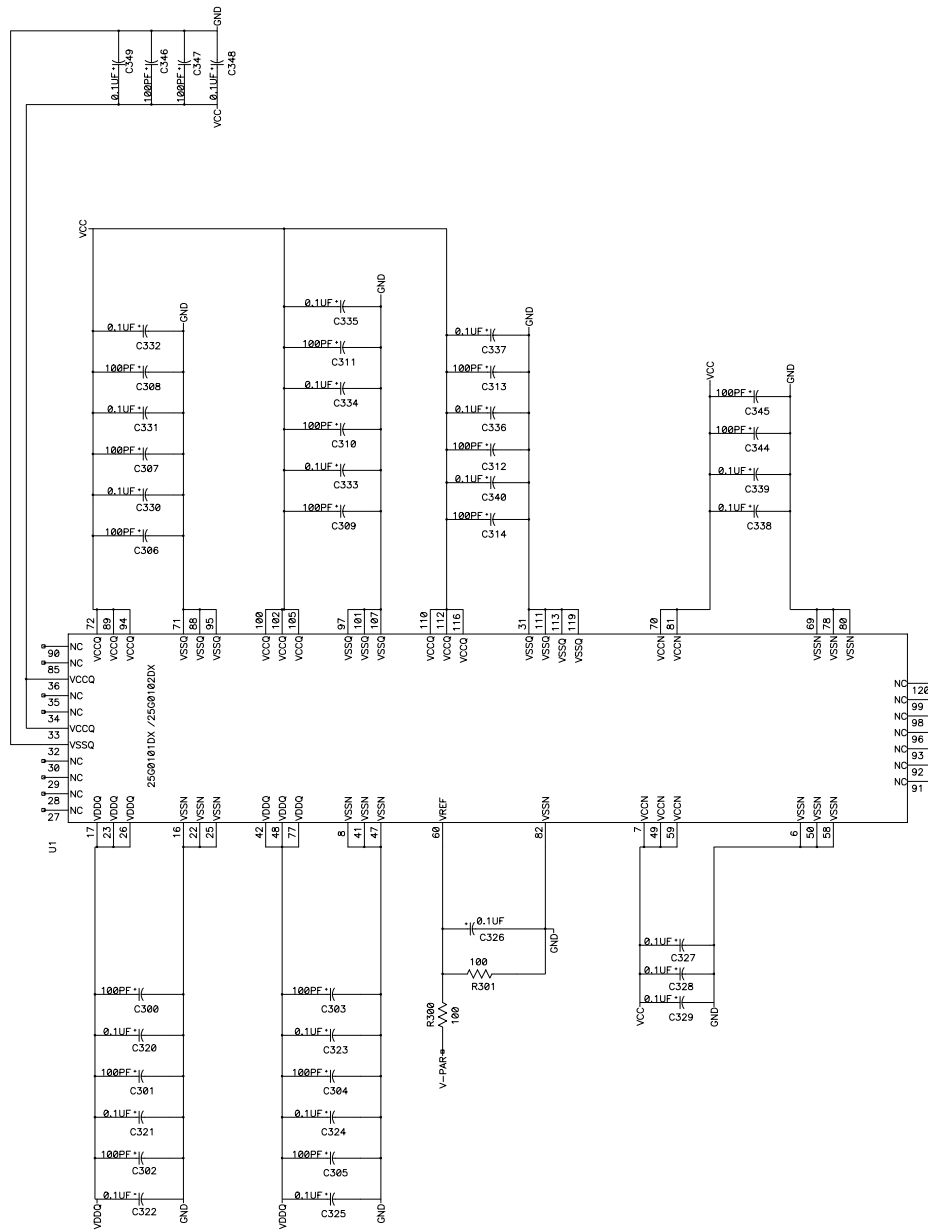 GND
0.1UF + C349
100PF + C346
100PF + C347
0.1UF + C348
VCC
VCC
GND
0.1UF +
C332
100PF +
C308
0.1UF +
C331
100PF +
C307
0.1UF +
C330
100PF +
C306
GND
0.1UF +
C335
100PF +
C311
0.1UF +
C334
100PF +
C310
0.1UF +
C333
100PF +
C309
GND
0.1UF +
C337
100PF +
C313
0.1UF +
C336
100PF +
C312
0.1UF +
C340
100PF +
C314
VCC
GND
100PF +
C345
100PF +
C344
0.1UF +
C339
0.1UF +
C338
72 89 94 71 88 95 100 102 105 97 101 107 110 112 116 31 111 113 119 70 81 69 78 80
VCCQ VCCQ VCCQ VSSQ VSSQ VSSQ VCCQ VCCQ VCCQ VSSQ VSSQ VSSQ VCCQ VCCQ VCCQ VSSQ VSSQ VSSQ VSSQ VCCN VCCN VSSN VSSN VSSN
90 NC
85 NC
36 VCCQ
35 NC
34 NC
33 VCCQ
32 VSSQ
30 NC
29 NC
28 NC
27 NC
25G0101DX /25G0102DX
NC 120
NC 99
NC 98
NC 96
NC 93
NC 92
NC 91
VDDQ VDDQ VDDQ VSSN VSSN VSSN VDDQ VDDQ VDDQ VSSN VSSN VSSN VREF VSSN VCCN VCCN VCCN VSSN VSSN VSSN
17 23 26 16 22 25 42 48 77 8 41 47 60 82 7 49 59 6 50 58
U1
+ 0.1UF
C326
GND
100
R301
R300
100
V-PAR
0.1UF +
C327
0.1UF +
C328
0.1UF +
C329
VCC
GND
100PF +
C300
0.1UF +
C320
100PF +
C301
0.1UF +
C321
100PF +
C302
0.1UF +
C322
VDDQ
GND
100PF +
C303
0.1UF +
C323
100PF +
C304
0.1UF +
C324
100PF +
C305
0.1UF +
C325
VDDQ
GND